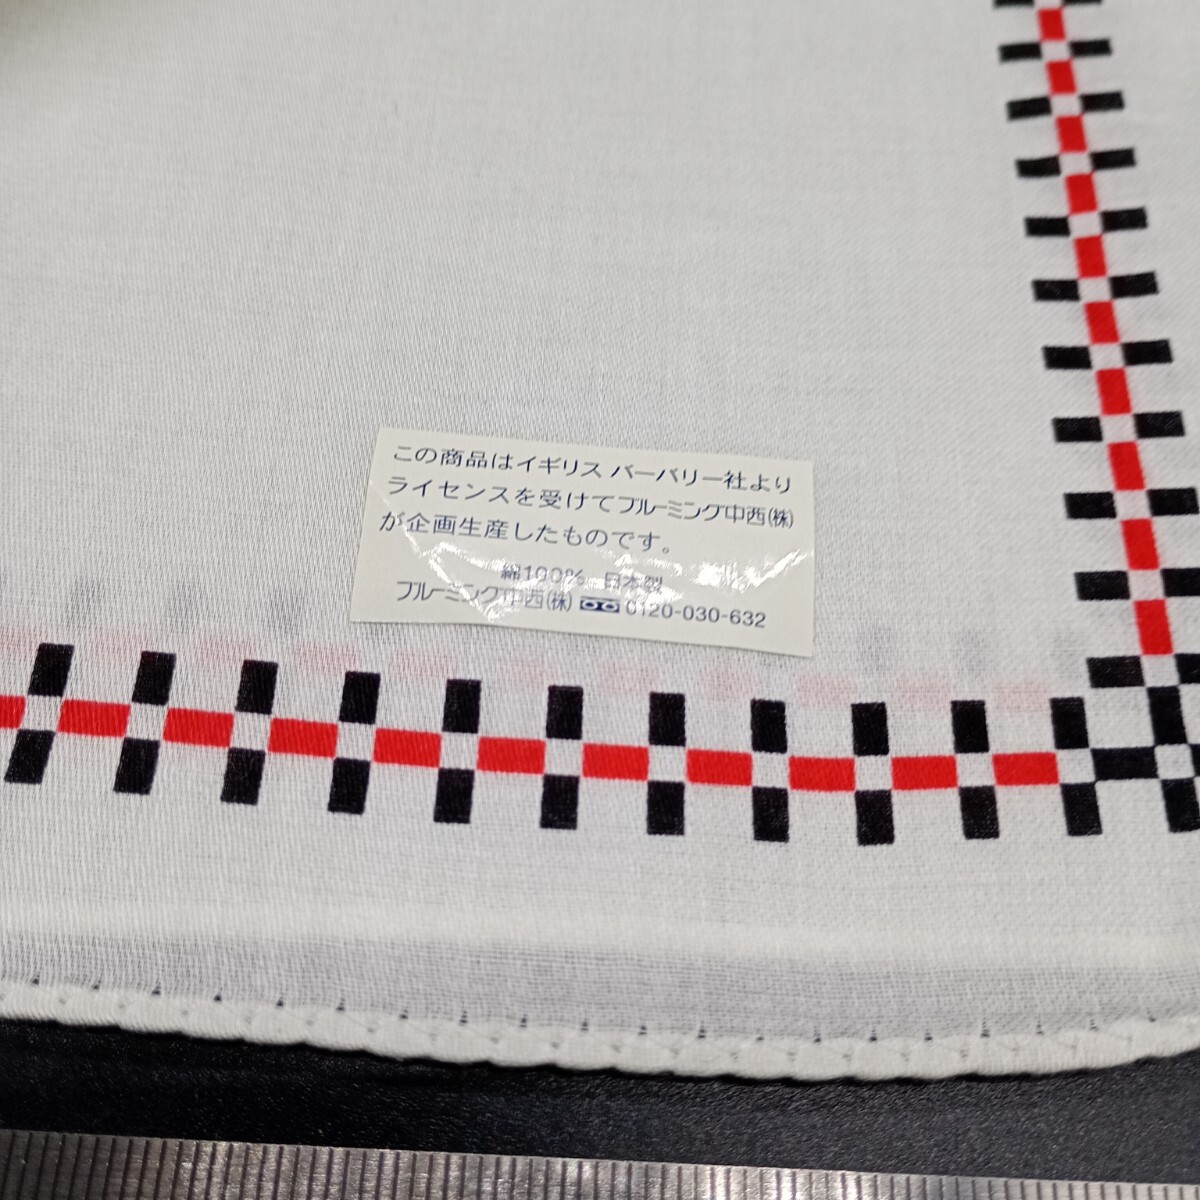 この商品はイギリス バーバリー社より
ライセンスを受けてブルーミング中西㈱
が企画生産したものです。
綿100% 日本製
ブルーミング中西㈱ 0120-030-632